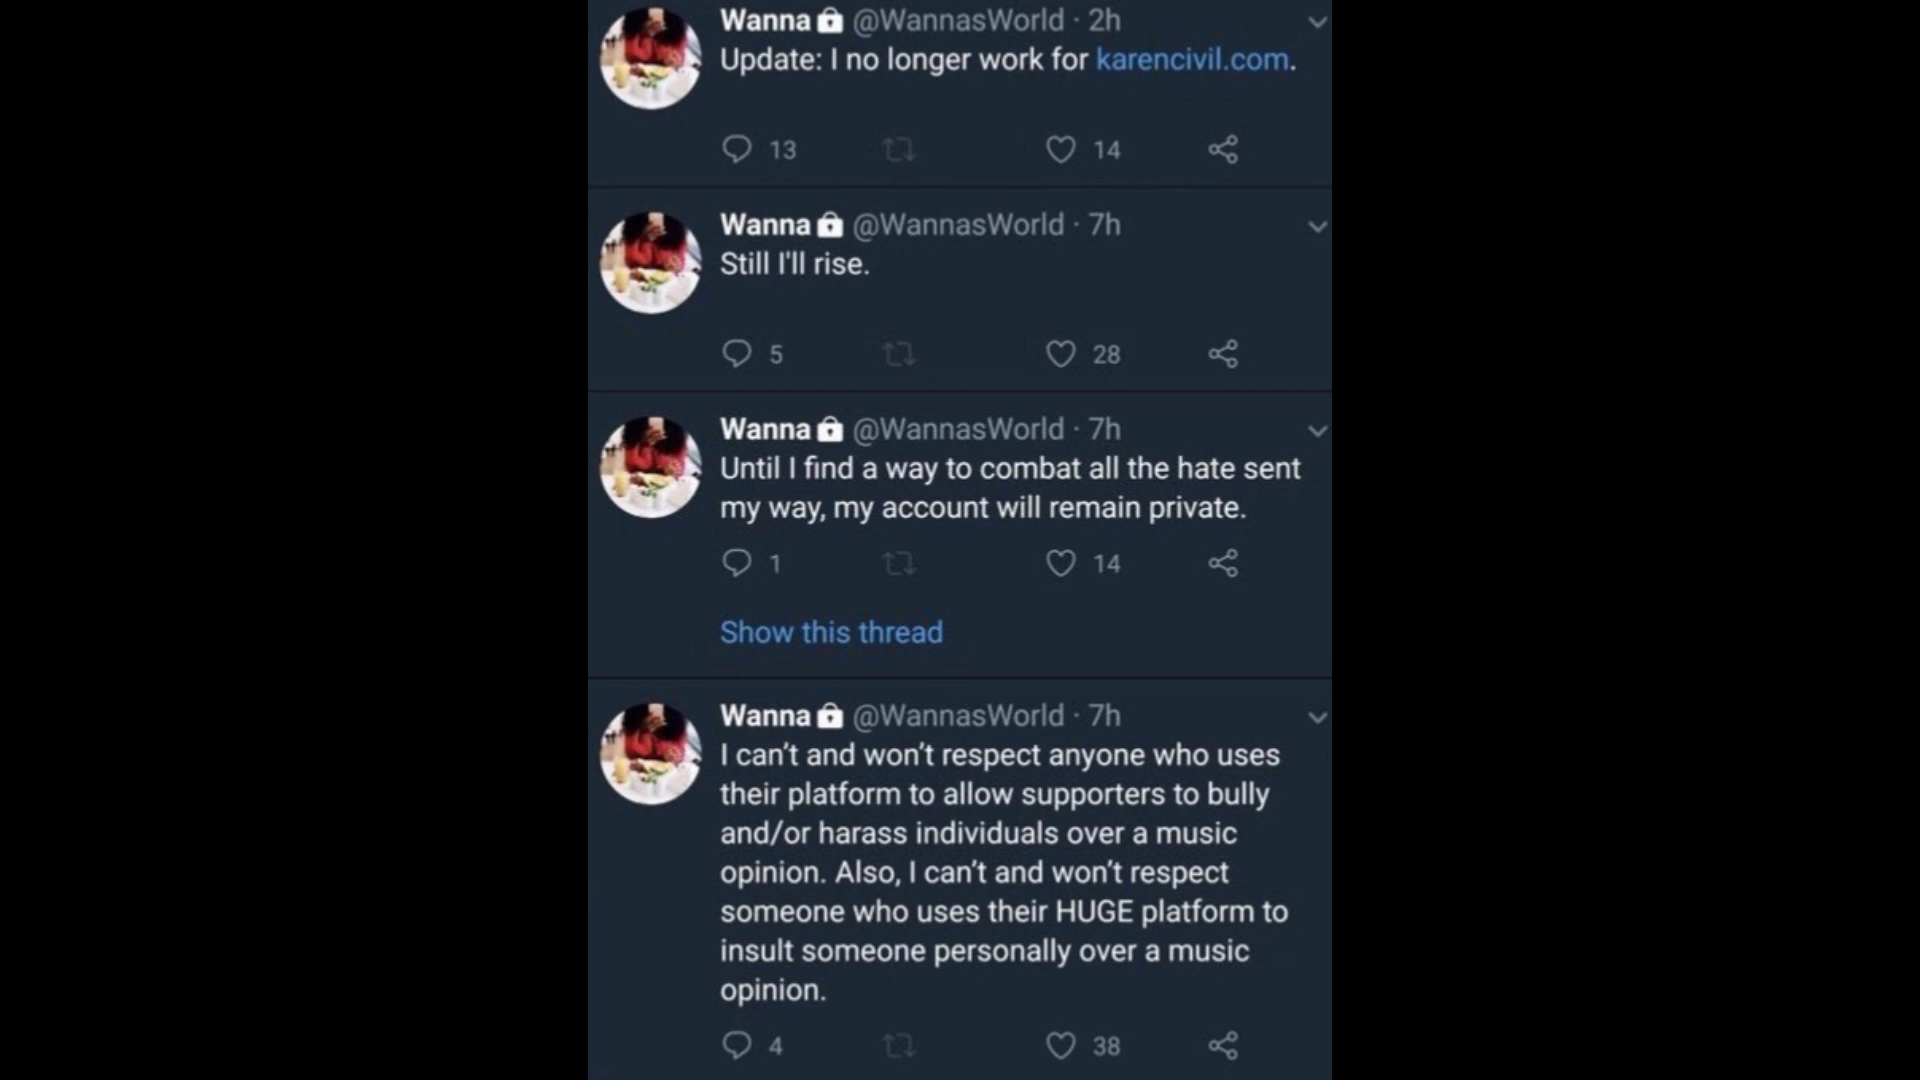 Wanna @WannasWorld · 2h
Update: I no longer work for karencivil.com.
13 14
Wanna @WannasWorld · 7h
Still I'll rise.
5 28
Wanna @WannasWorld · 7h
Until I find a way to combat all the hate sent
my way, my account will remain private.
1 14
Show this thread
Wanna @WannasWorld · 7h
I can’t and won’t respect anyone who uses
their platform to allow supporters to bully
and/or harass individuals over a music
opinion. Also, I can’t and won’t respect
someone who uses their HUGE platform to
insult someone personally over a music
opinion.
4 38